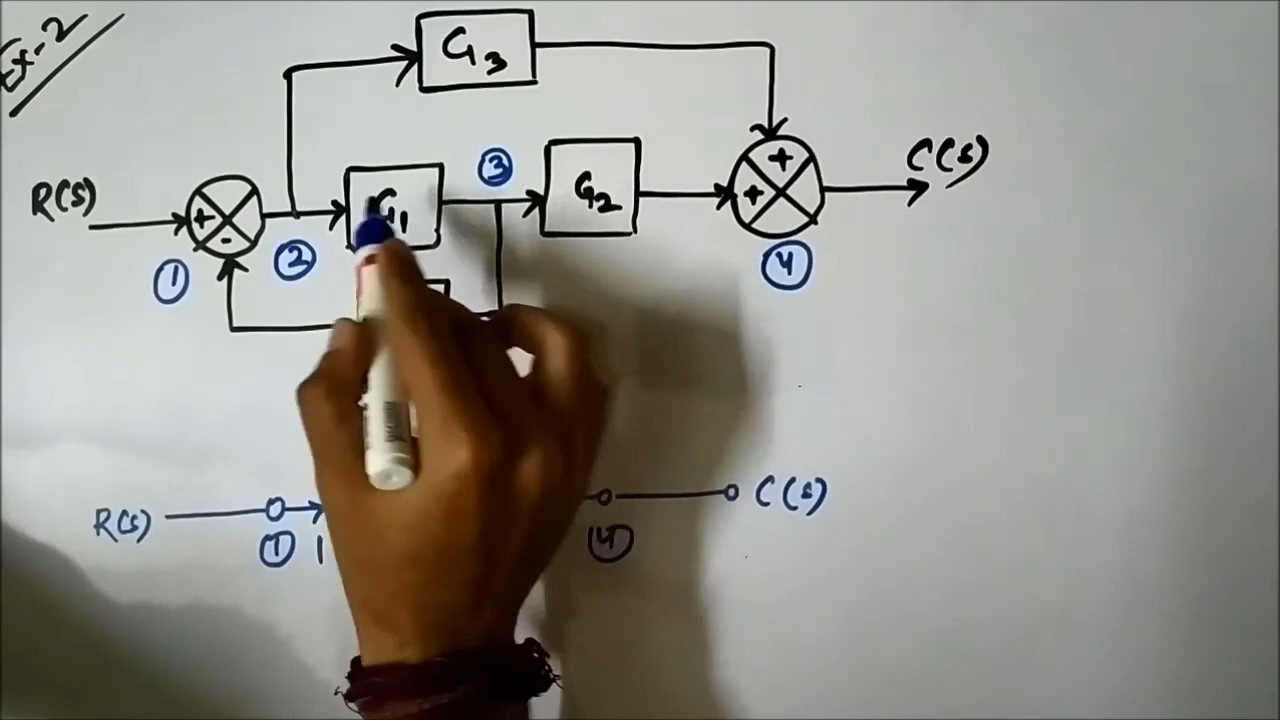 Ex-2
G3
R(s) + - ② G1 ③ G2 + + C(s)
① ④
R(s) C(s)
① 1 ④